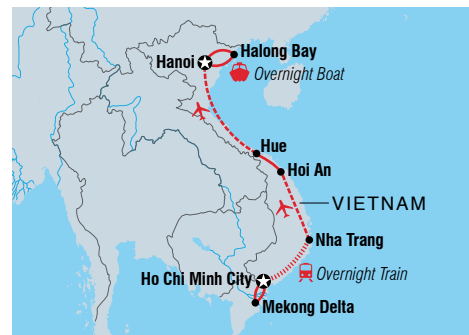 Halong Bay
Hanoi
Overnight Boat
Hue
Hoi An
VIETNAM
Nha Trang
Ho Chi Minh City
Overnight Train
Mekong Delta